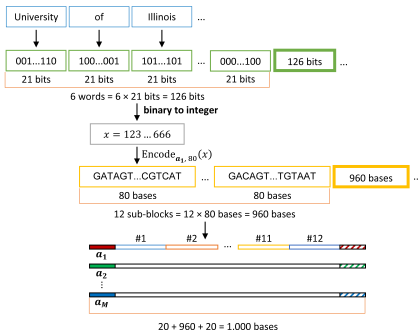 University of Illinois ...
001...110 100...001 101...101 ... 000...100 126 bits ...
21 bits 21 bits 21 bits 21 bits
6 words = 6 × 21 bits = 126 bits
binary to integer
x = 123 ... 666
Encode a₁, 80 (x)
GATAGT...CGTCAT ... GACAGT...TGTAAT 960 bases ...
80 bases 80 bases
12 sub-blocks = 12 × 80 bases = 960 bases
#1 #2 ... #11 #12
a₁
a₂
⋮
a_M
20 + 960 + 20 = 1.000 bases